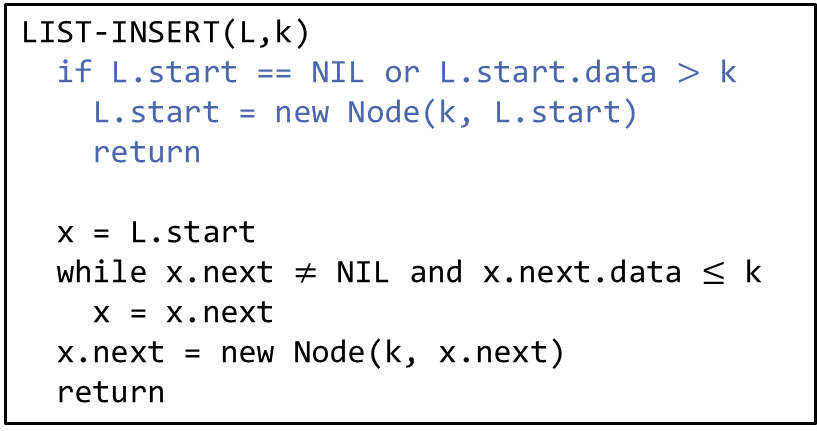 LIST-INSERT(L,k)
if L.start == NIL or L.start.data > k
L.start = new Node(k, L.start)
return
x = L.start
while x.next ≠ NIL and x.next.data ≤ k
x = x.next
x.next = new Node(k, x.next)
return